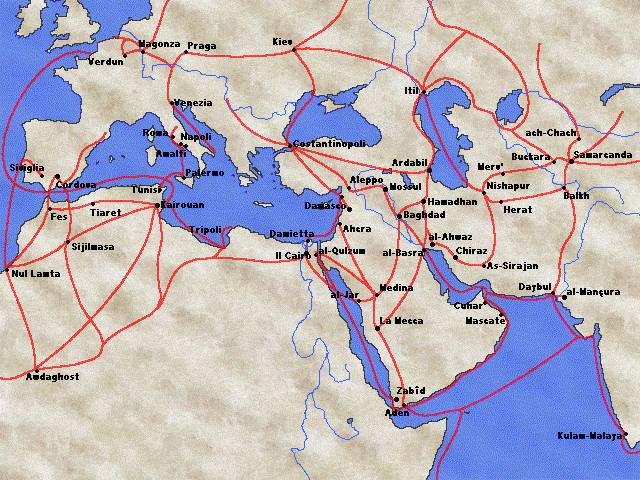 Magonza
Praga
Kiev
Verdun
Itil
Venezia
Roma
Napoli
Amalfi
Costantinopoli
ach-Chach
Buckara
Samarcanda
Siviglia
Cordova
Palermo
Tunisi
Aleppo
Mossul
Ardabil
Merv'
Nishapur
Balkh
Fes
Tiaret
Kairouan
Damasco
Hamadhan
Baghdad
Herat
Sijilmasa
Tripoli
Damietta
Ahcra
al-Ahwaz
Nul Lamta
Il Cairo
al-Qulzum
al-Basra
Chiraz
As-Sirajan
al-Jar
Medina
Daybul
al-Mançura
Cuhar
Mascate
La Mecca
Awdaghost
Zabîd
Aden
Kulam-Malaya